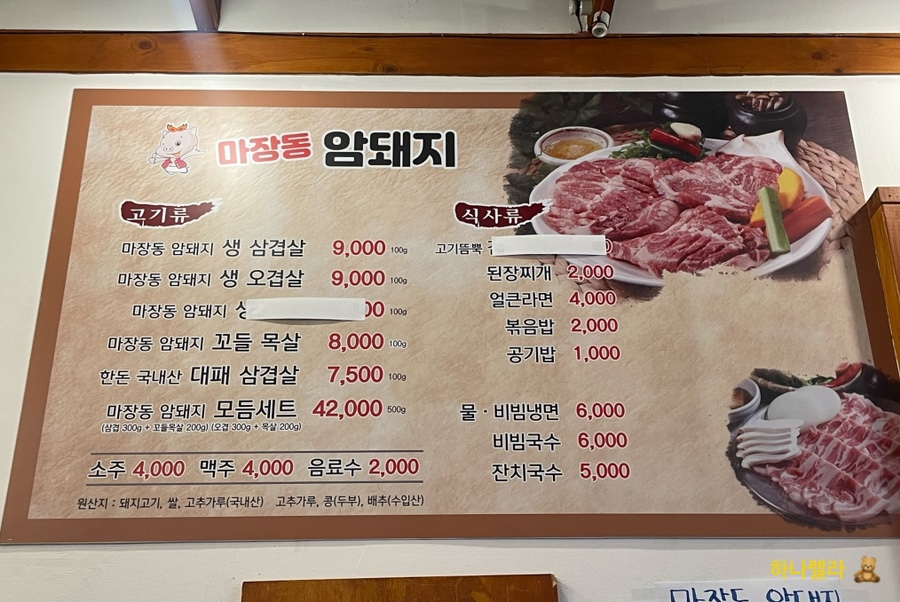 마장동 암돼지
고기류
마장동 암돼지 생 삼겹살 9,000 100g
마장동 암돼지 생 오겹살 9,000 100g
마장동 암돼지 00 100g
마장동 암돼지 꼬들 목살 8,000 100g
한돈 국내산 대패 삼겹살 7,500 100g
마장동 암돼지 모듬세트 42,000 500g
(삼겹 300g + 꼬들목살 200g) (오겹 300g + 목살 200g)
소주 4,000 맥주 4,000 음료수 2,000
원산지 : 돼지고기, 쌀, 고추가루(국내산) 고추가루, 콩(두부), 배추(수입산)
식사류
고기듬뿍
된장찌개 2,000
얼큰라면 4,000
볶음밥 2,000
공기밥 1,000
물 · 비빔냉면 6,000
비빔국수 6,000
잔치국수 5,000
하나벨라
마장동 암돼지